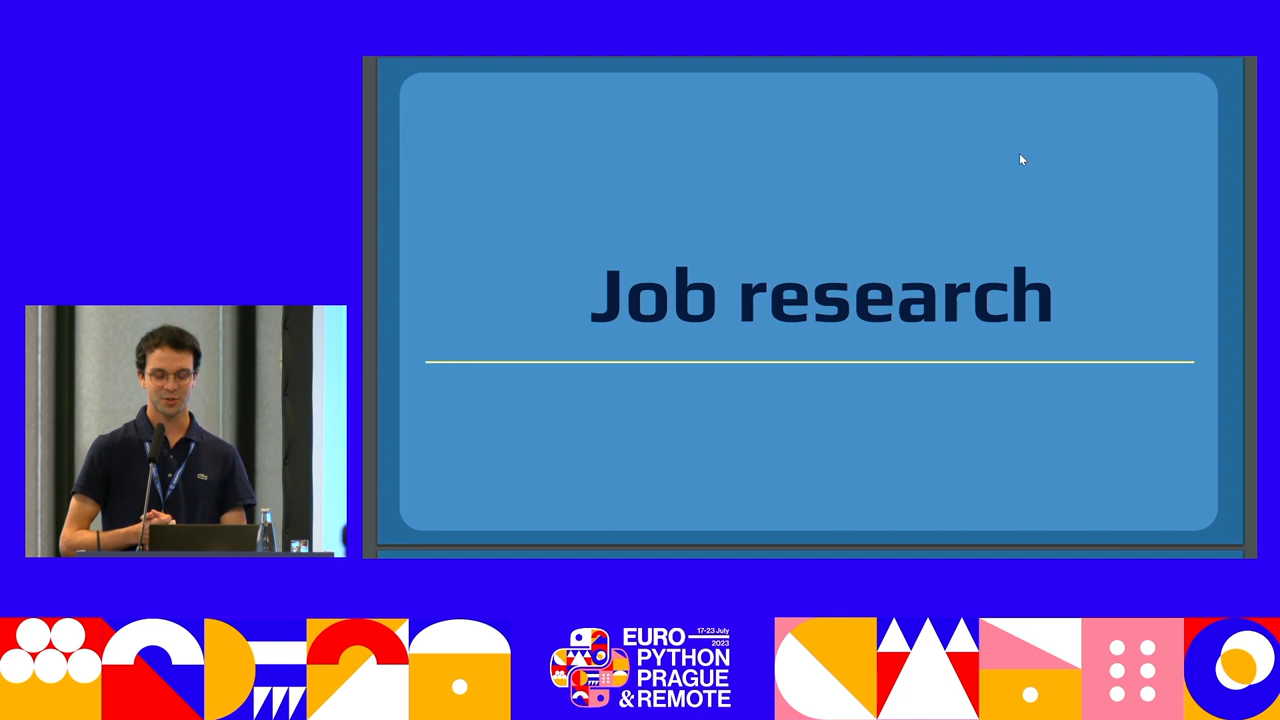 Job research
17-23 July
2023
EURO
PYTHON
PRAGUE
& REMOTE